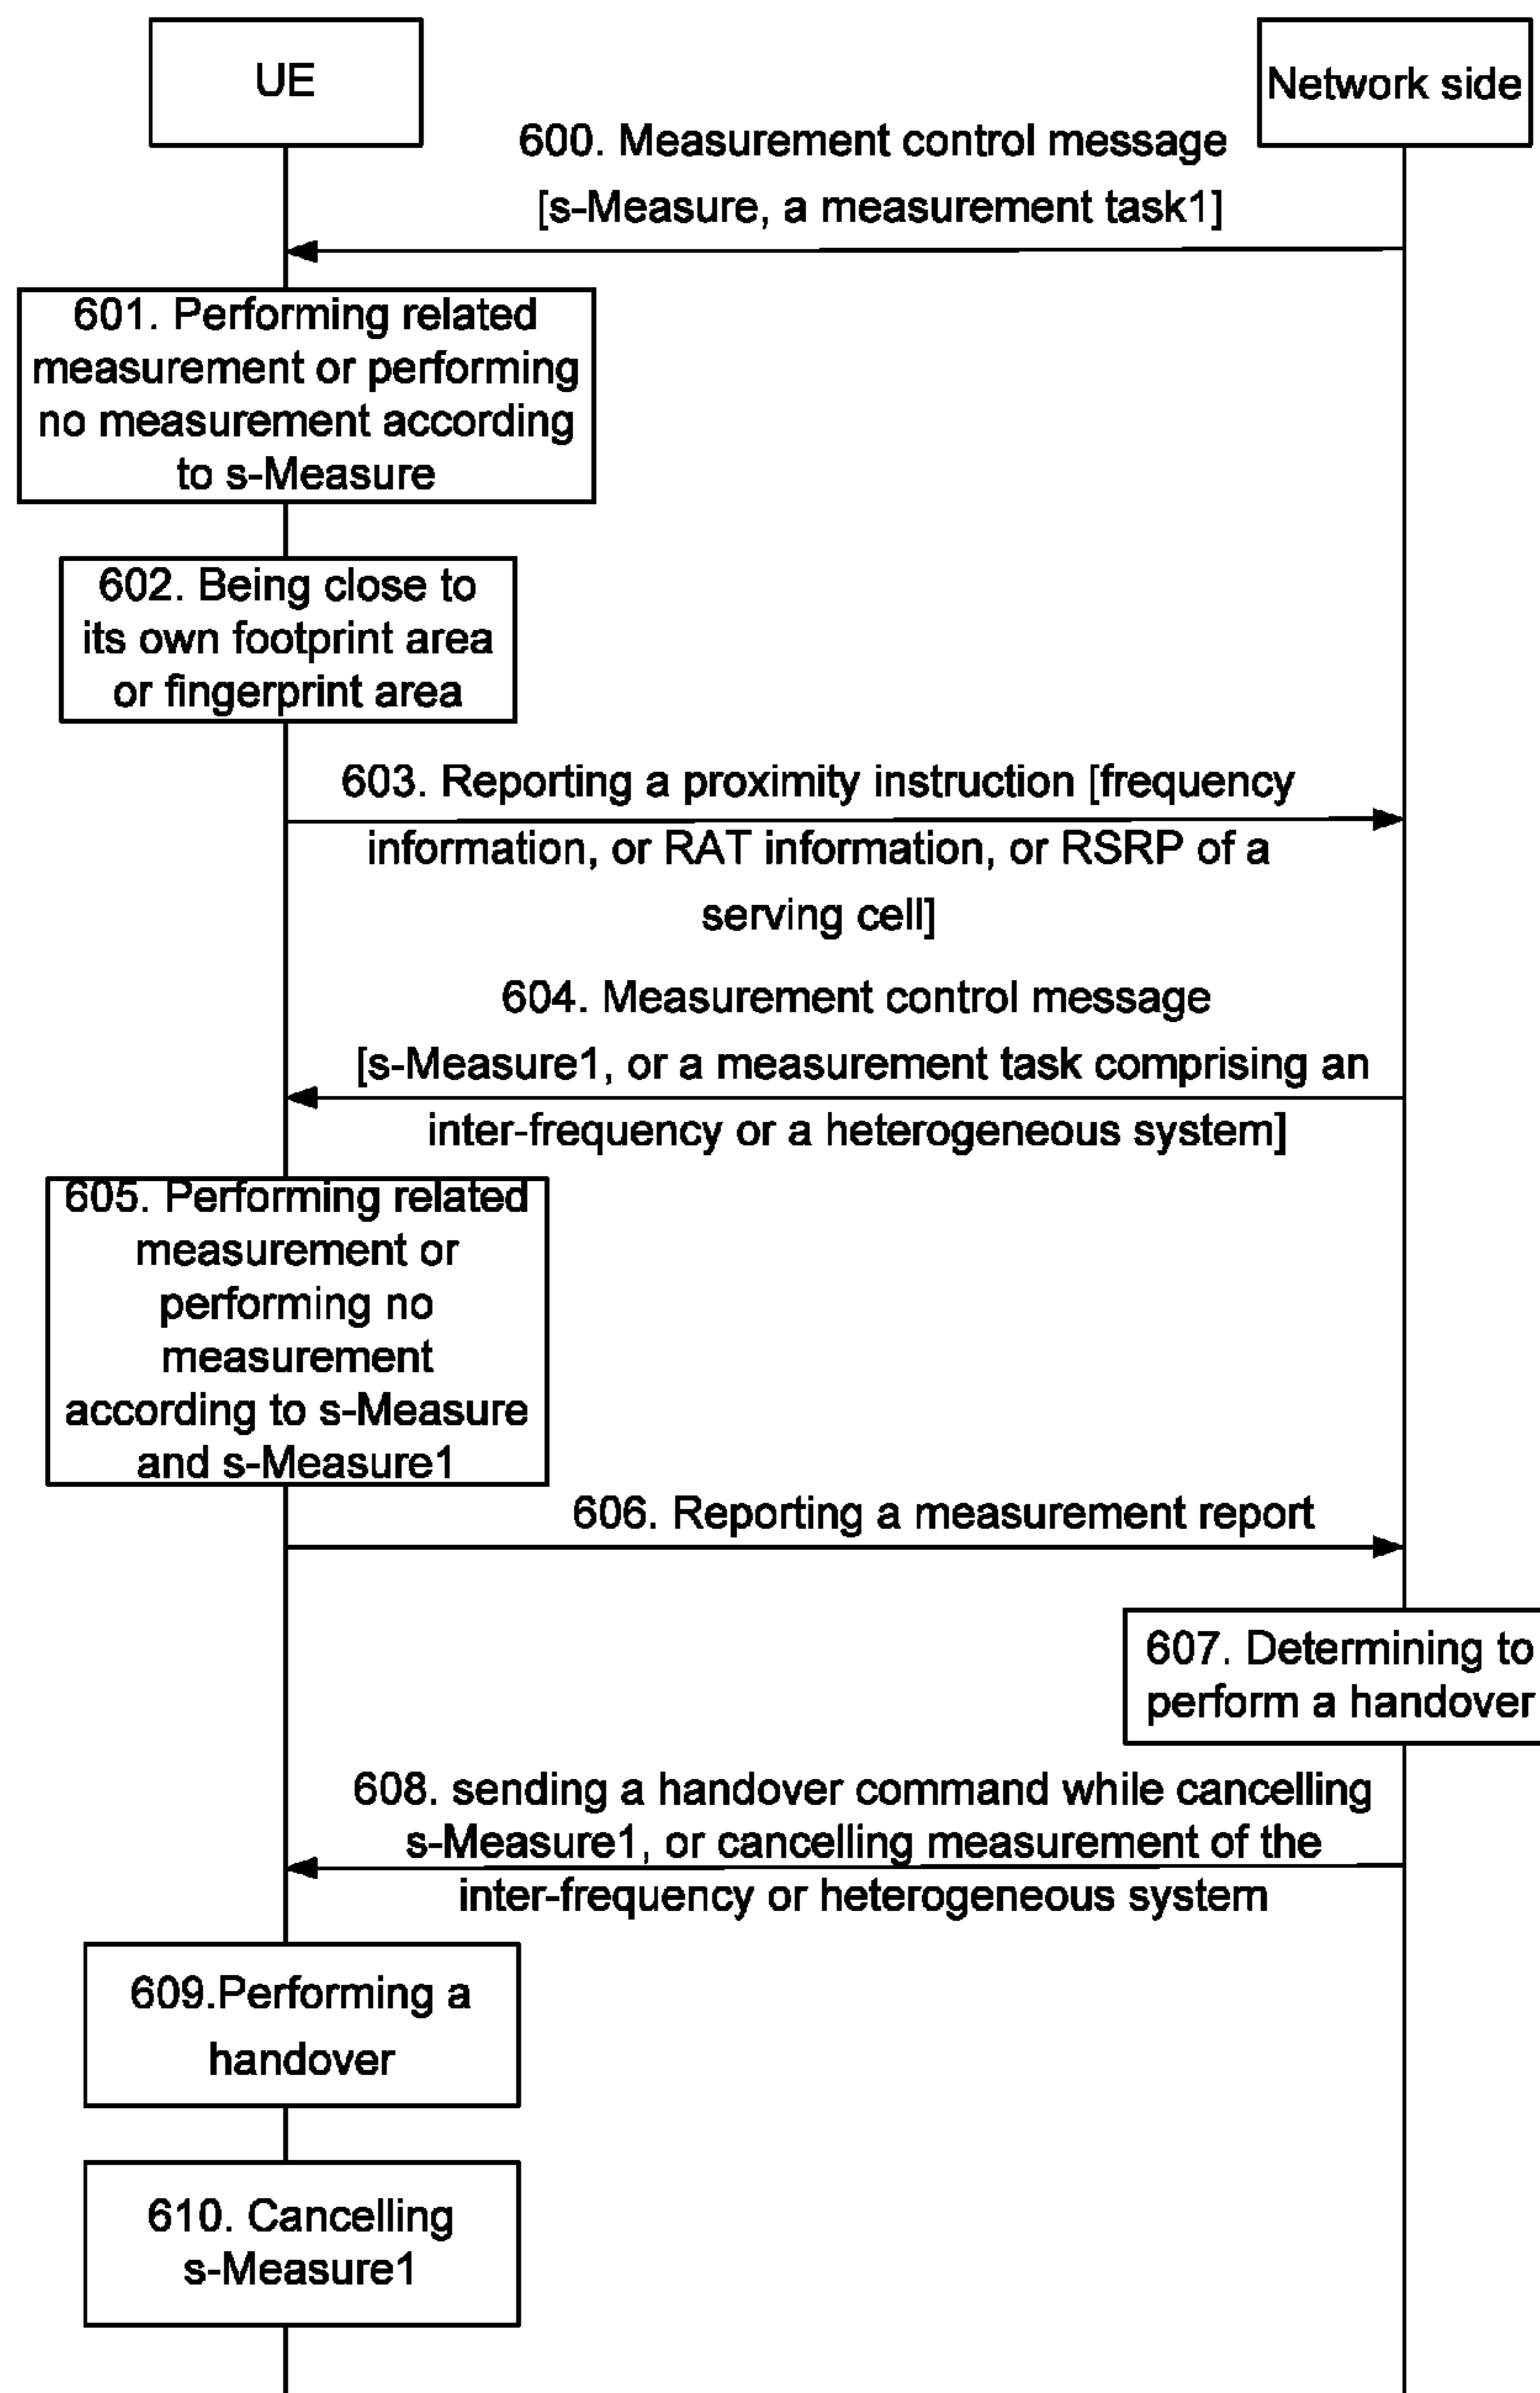 UE
Network side
600. Measurement control message
[s-Measure, a measurement task1]
601. Performing related
measurement or performing
no measurement according
to s-Measure
602. Being close to
its own footprint area
or fingerprint area
603. Reporting a proximity instruction [frequency
information, or RAT information, or RSRP of a
serving cell]
604. Measurement control message
[s-Measure1, or a measurement task comprising an
inter-frequency or a heterogeneous system]
605. Performing related
measurement or
performing no
measurement
according to s-Measure
and s-Measure1
606. Reporting a measurement report
607. Determining to
perform a handover
608. sending a handover command while cancelling
s-Measure1, or cancelling measurement of the
inter-frequency or heterogeneous system
609.Performing a
handover
610. Cancelling
s-Measure1